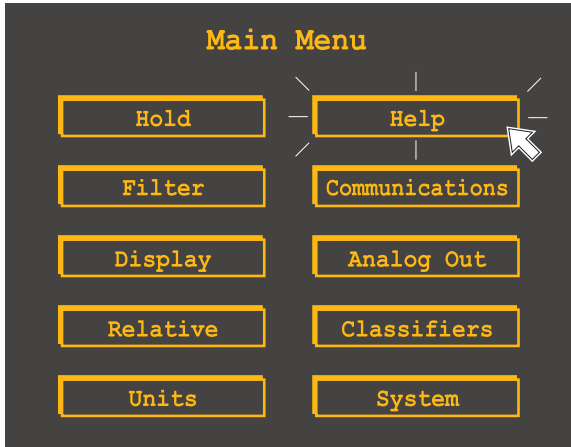 Main Menu
Hold
Help
Filter
Communications
Display
Analog Out
Relative
Classifiers
Units
System